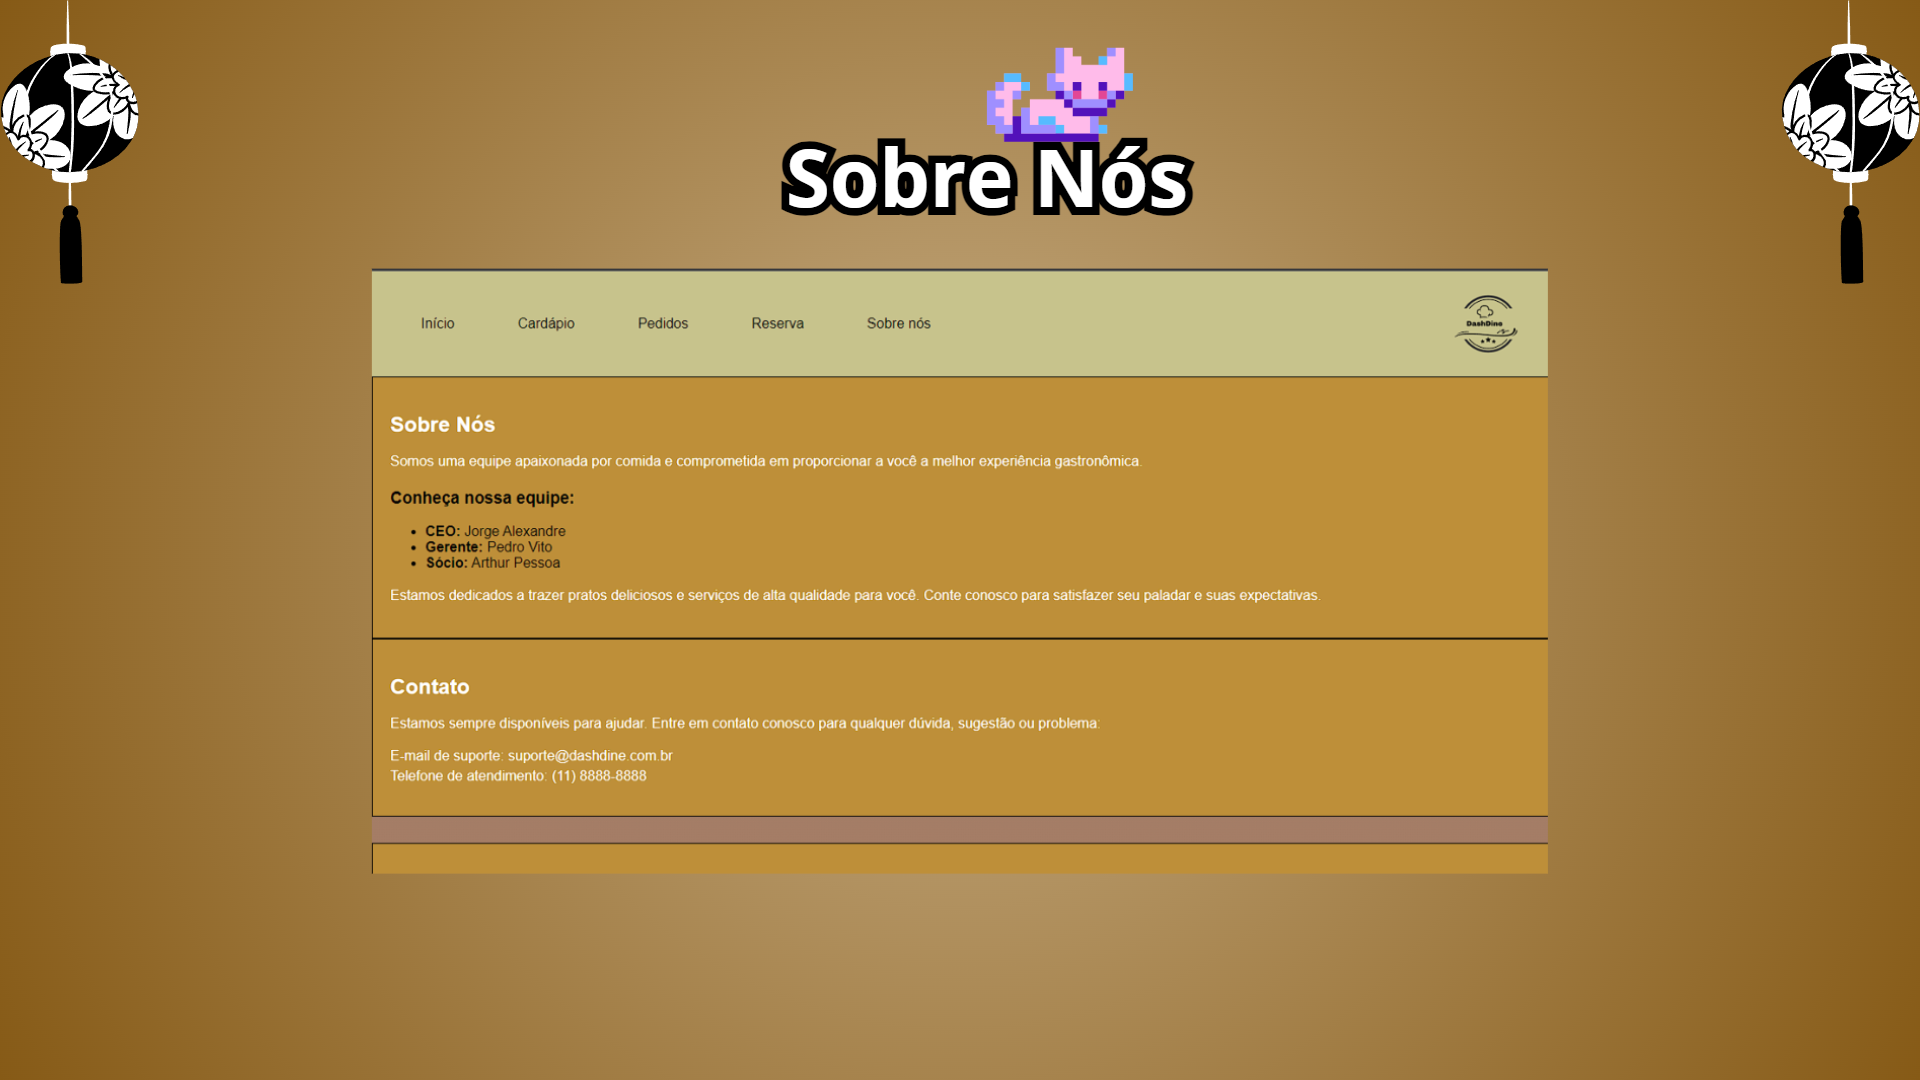 Sobre Nós
Início Cardápio Pedidos Reserva Sobre nós
DashDine
Sobre Nós
Somos uma equipe apaixonada por comida e comprometida em proporcionar a você a melhor experiência gastronômica.
Conheça nossa equipe:
• CEO: Jorge Alexandre
• Gerente: Pedro Vito
• Sócio: Arthur Pessoa
Estamos dedicados a trazer pratos deliciosos e serviços de alta qualidade para você. Conte conosco para satisfazer seu paladar e suas expectativas.
Contato
Estamos sempre disponíveis para ajudar. Entre em contato conosco para qualquer dúvida, sugestão ou problema:
E-mail de suporte: suporte@dashdine.com.br
Telefone de atendimento: (11) 8888-8888